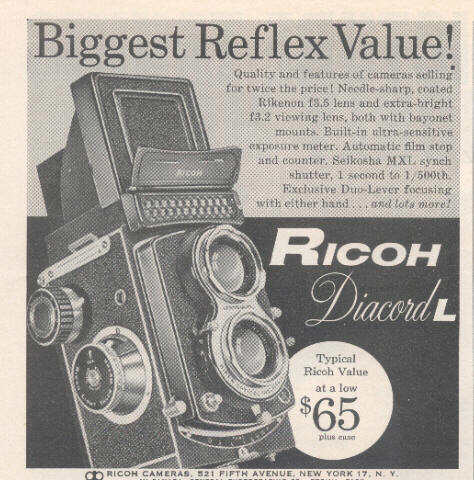 Biggest Reflex Value!
Quality and features of cameras selling
for twice the price! Needle-sharp, coated
Rikenon f3.5 lens and extra-bright
f3.2 viewing lens, both with bayonet
mounts. Built-in ultra-sensitive
exposure meter. Automatic film stop
and counter. Seikosha MXL synch
shutter, 1 second to 1/500th.
Exclusive Duo-Lever focusing
with either hand . . . and lots more!
RICOH
RICOH
Diacord L
Typical
Ricoh Value
at a low
$65
plus case
RICOH CAMERAS, 521 FIFTH AVENUE, NEW YORK 17, N. Y.